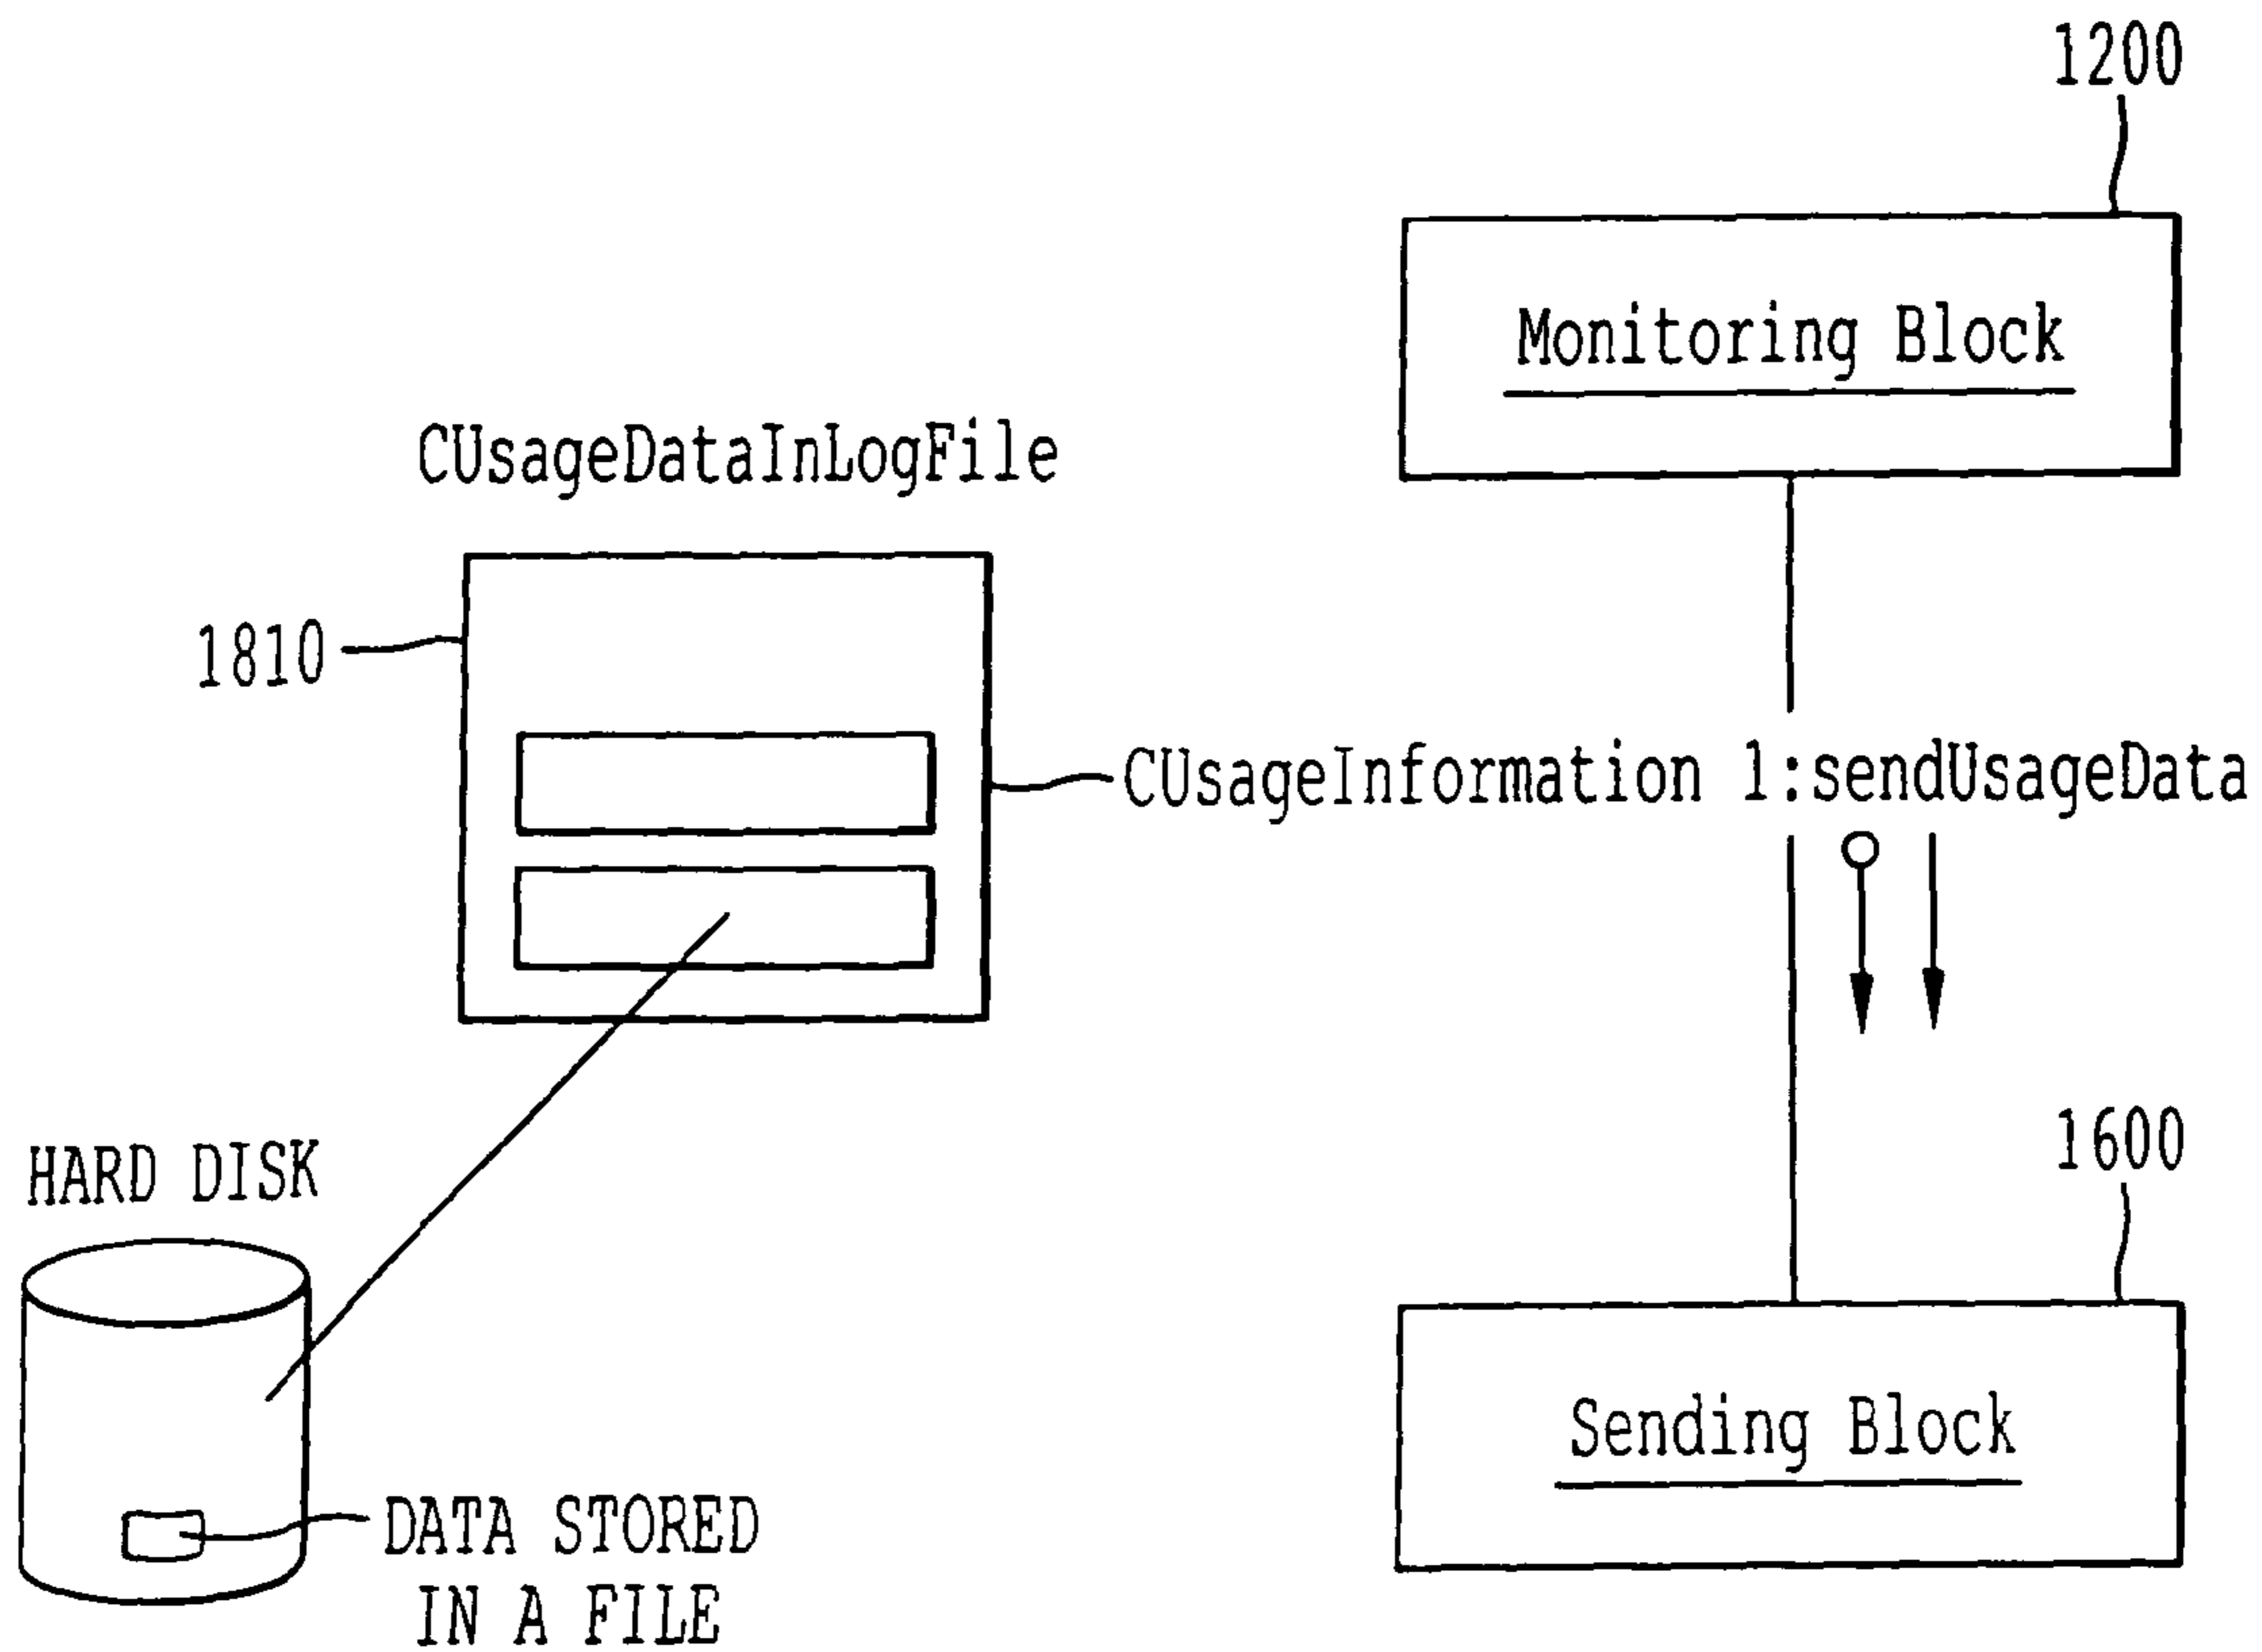 1200
Monitoring Block
CUsageDataInLogFile
1810
CUsageInformation 1:sendUsageData
HARD DISK
1600
Sending Block
DATA STORED
IN A FILE